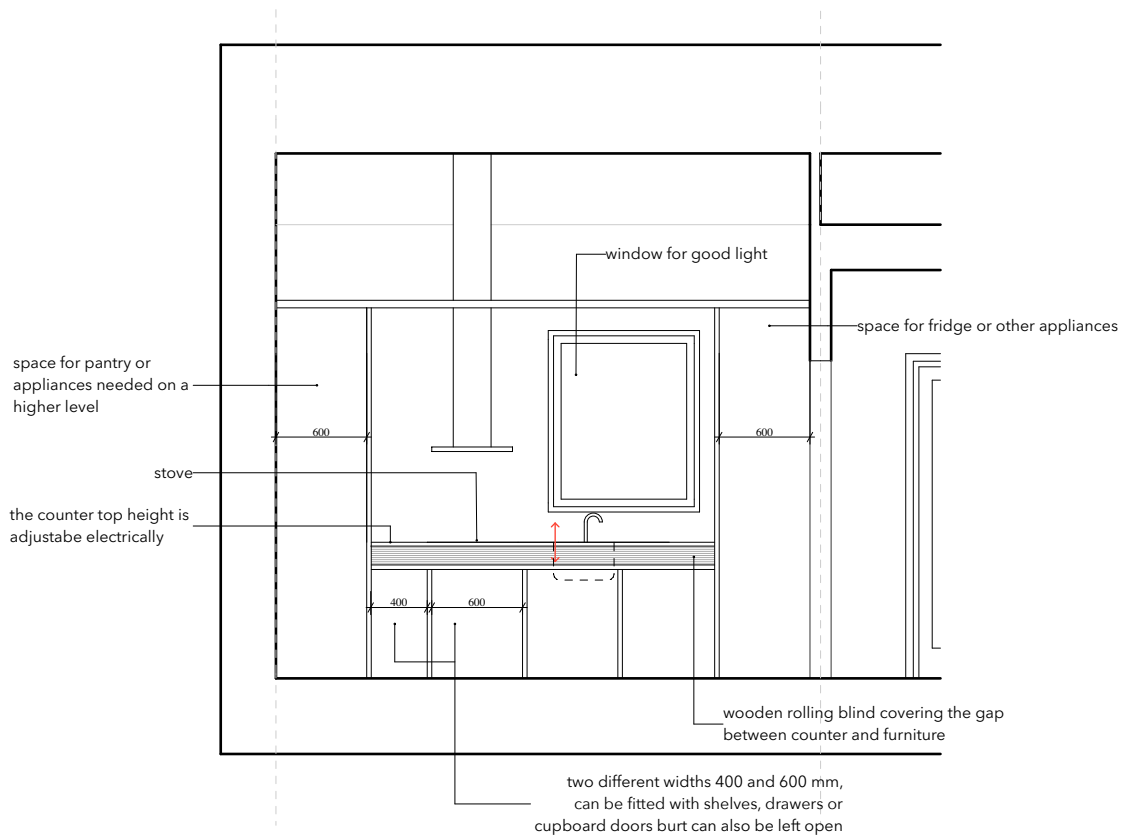 window for good light
space for fridge or other appliances
space for pantry or
appliances needed on a
higher level
600
600
stove
the counter top height is
adjustabe electrically
400
600
wooden rolling blind covering the gap
between counter and furniture
two different widths 400 and 600 mm,
can be fitted with shelves, drawers or
cupboard doors burt can also be left open